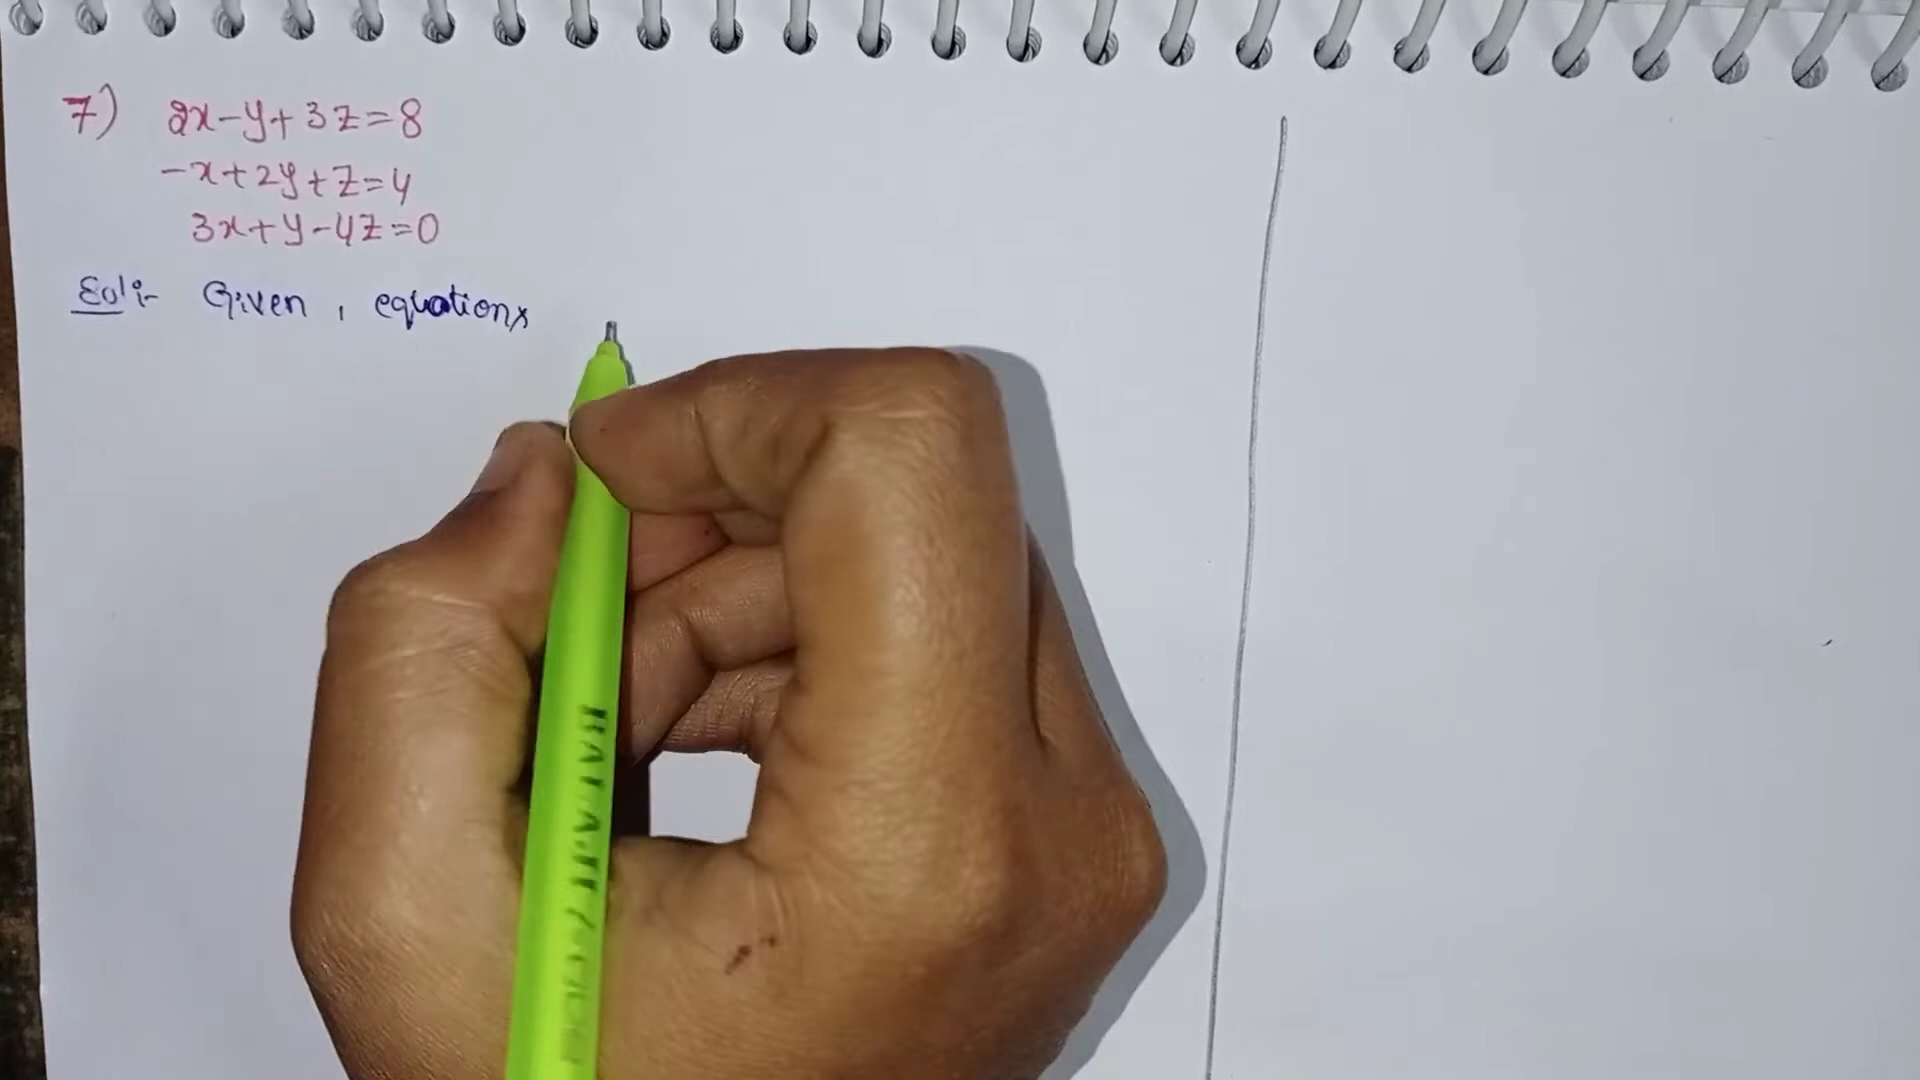 7) 2x-y+3z=8
-x+2y+z=4
3x+y-4z=0
Sol:- Given, equations